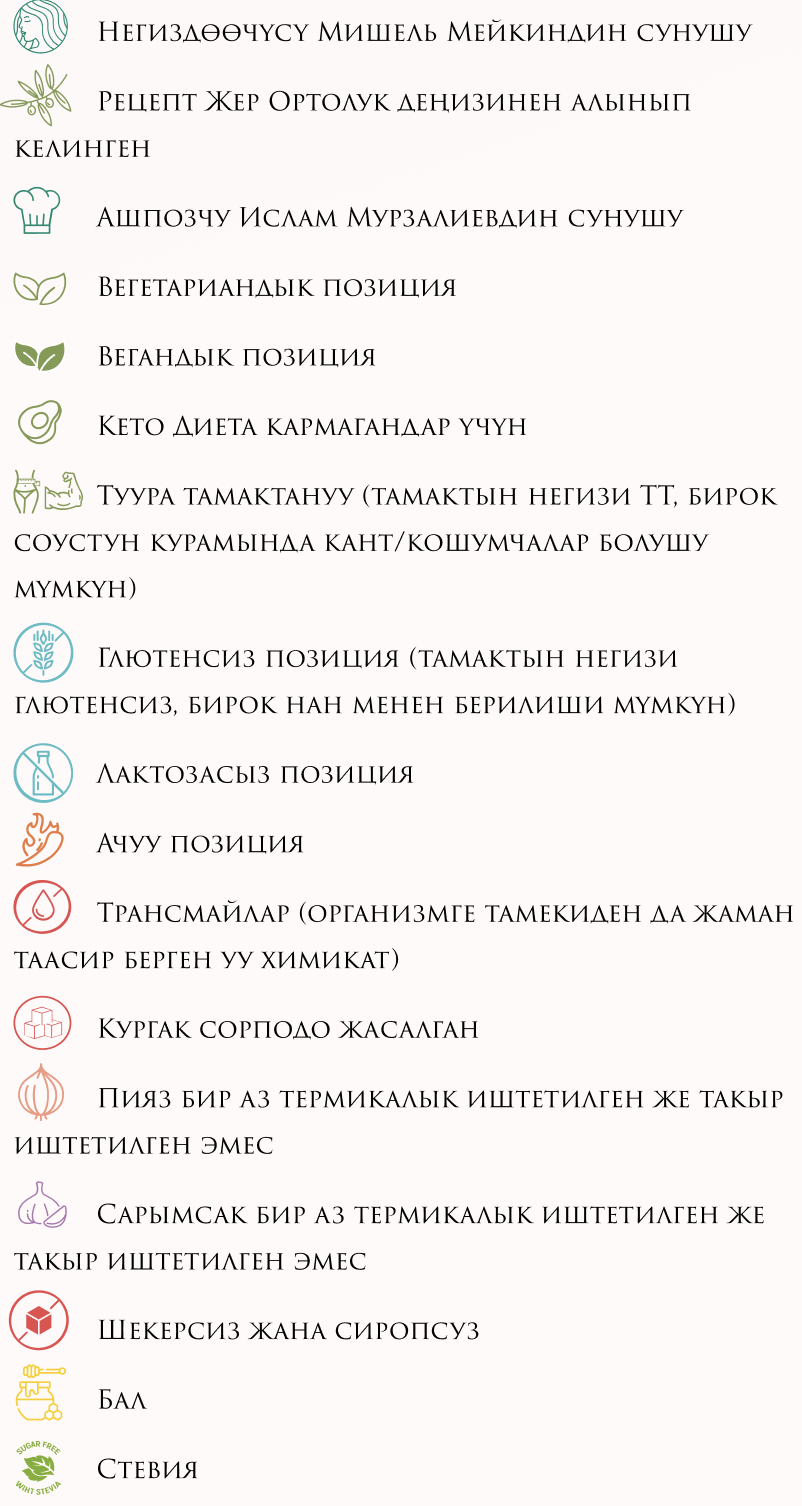 Негиздөөчүсү Мишель Мейкиндин сунушу
Рецепт Жер Ортолук деңизинен алынып
келинген
Ашпозчу Ислам Мурзалиевдин сунушу
Вегетариандык позиция
Вегандык позиция
Кето Диета кармагандар үчүн
Туура тамактануу (тамактын негизи ТТ, бирок
соустун курамында кант/кошумчалар болушу
мүмкүн)
Глютенсиз позиция (тамактын негизи
глютенсиз, бирок нан менен берилиши мүмкүн)
Лактозасыз позиция
Ачуу позиция
Трансмайлар (организмге тамекиден да жаман
таасир берген уу химикат)
Кургак сорподо жасалган
Пияз бир аз термикалык иштетилген же такыр
иштетилген эмес
Сарымсак бир аз термикалык иштетилген же
такыр иштетилген эмес
Шекерсиз жана сиропсуз
Бал
SUGAR FREE
Стевия
WIHT STEVIA